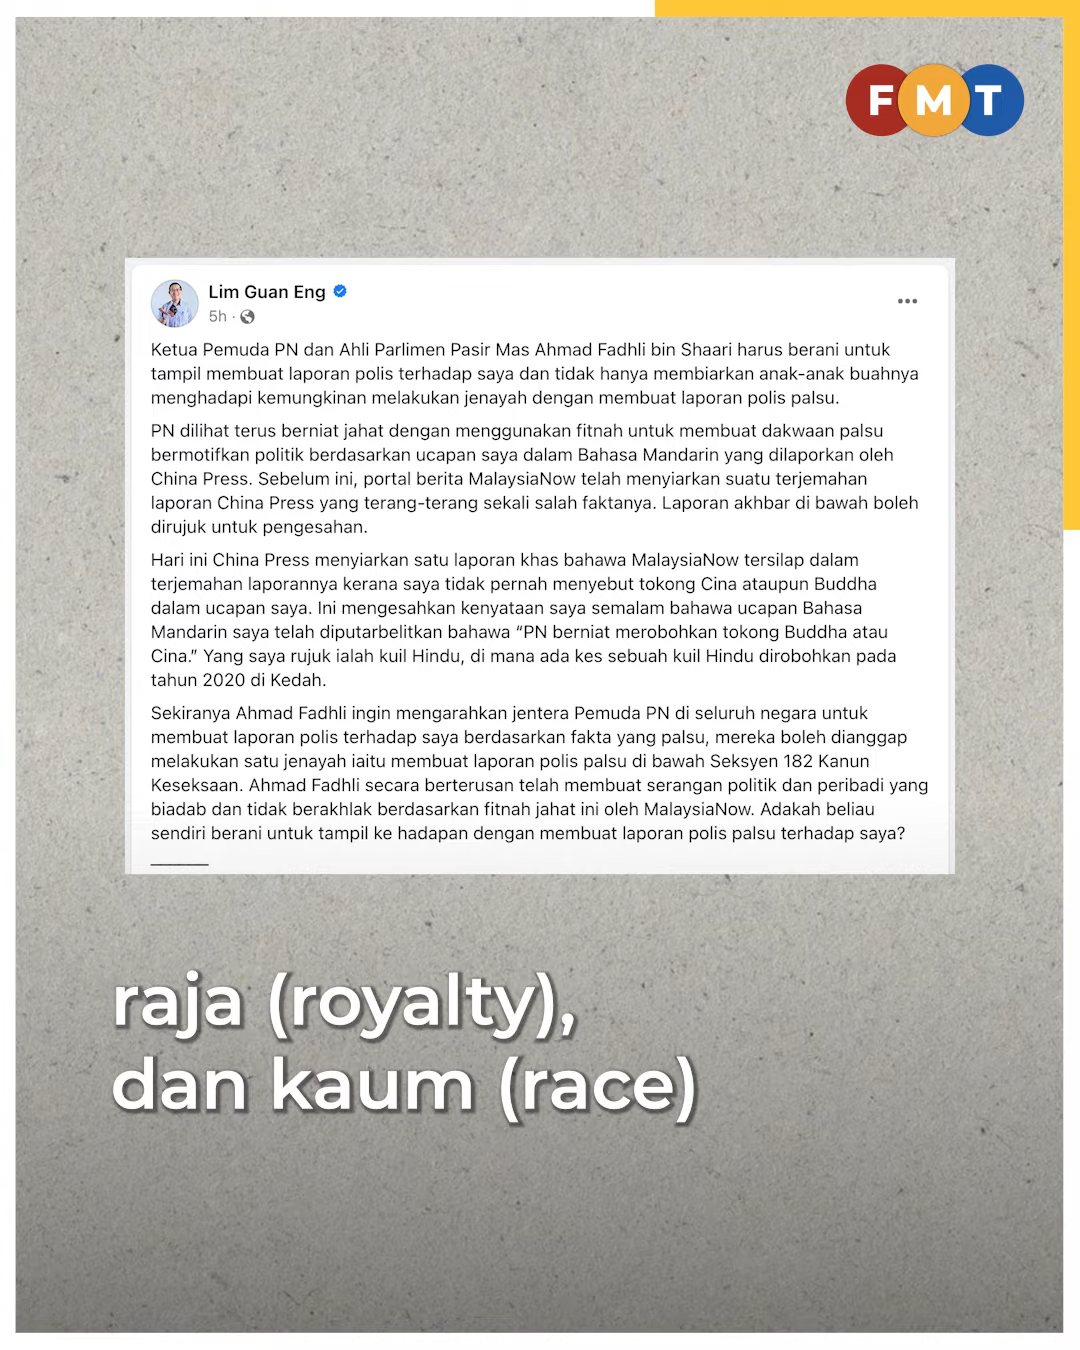 FMT
Lim Guan Eng
5h ·
Ketua Pemuda PN dan Ahli Parlimen Pasir Mas Ahmad Fadhli bin Shaari harus berani untuk
tampil membuat laporan polis terhadap saya dan tidak hanya membiarkan anak-anak buahnya
menghadapi kemungkinan melakukan jenayah dengan membuat laporan polis palsu.
PN dilihat terus berniat jahat dengan menggunakan fitnah untuk membuat dakwaan palsu
bermotifkan politik berdasarkan ucapan saya dalam Bahasa Mandarin yang dilaporkan oleh
China Press. Sebelum ini, portal berita MalaysiaNow telah menyiarkan suatu terjemahan
laporan China Press yang terang-terang sekali salah faktanya. Laporan akhbar di bawah boleh
dirujuk untuk pengesahan.
Hari ini China Press menyiarkan satu laporan khas bahawa MalaysiaNow tersilap dalam
terjemahan laporannya kerana saya tidak pernah menyebut tokong Cina ataupun Buddha
dalam ucapan saya. Ini mengesahkan kenyataan saya semalam bahawa ucapan Bahasa
Mandarin saya telah diputarbelitkan bahawa “PN berniat merobohkan tokong Buddha atau
Cina.” Yang saya rujuk ialah kuil Hindu, di mana ada kes sebuah kuil Hindu dirobohkan pada
tahun 2020 di Kedah.
Sekiranya Ahmad Fadhli ingin mengarahkan jentera Pemuda PN di seluruh negara untuk
membuat laporan polis terhadap saya berdasarkan fakta yang palsu, mereka boleh dianggap
melakukan satu jenayah iaitu membuat laporan polis palsu di bawah Seksyen 182 Kanun
Keseksaan. Ahmad Fadhli secara berterusan telah membuat serangan politik dan peribadi yang
biadab dan tidak berakhlak berdasarkan fitnah jahat ini oleh MalaysiaNow. Adakah beliau
sendiri berani untuk tampil ke hadapan dengan membuat laporan polis palsu terhadap saya?
raja (royalty),
dan kaum (race)